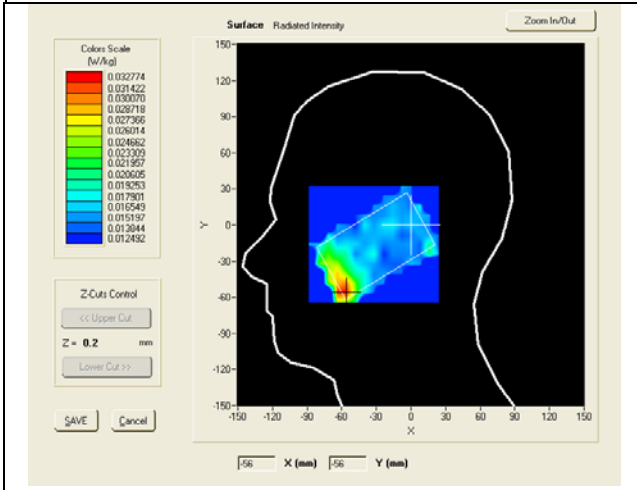 Surface Radiated Intensity
Zoom In/Out
Colors Scale
(W/kg)
0.032774
0.031422
0.030070
0.028718
0.027366
0.026014
0.024662
0.023309
0.021957
0.020605
0.019253
0.017901
0.016549
0.015197
0.013844
0.012492
150
120
90
60
30
0
-30
-60
-90
-120
-150
Y
-150 -120 -90 -60 -30 0 30 60 90 120 150
X
Z-Cuts Control
<< Upper Cut
Z = 0.2 mm
Lower Cut >>
SAVE Cancel
-56 X (mm) -56 Y (mm)